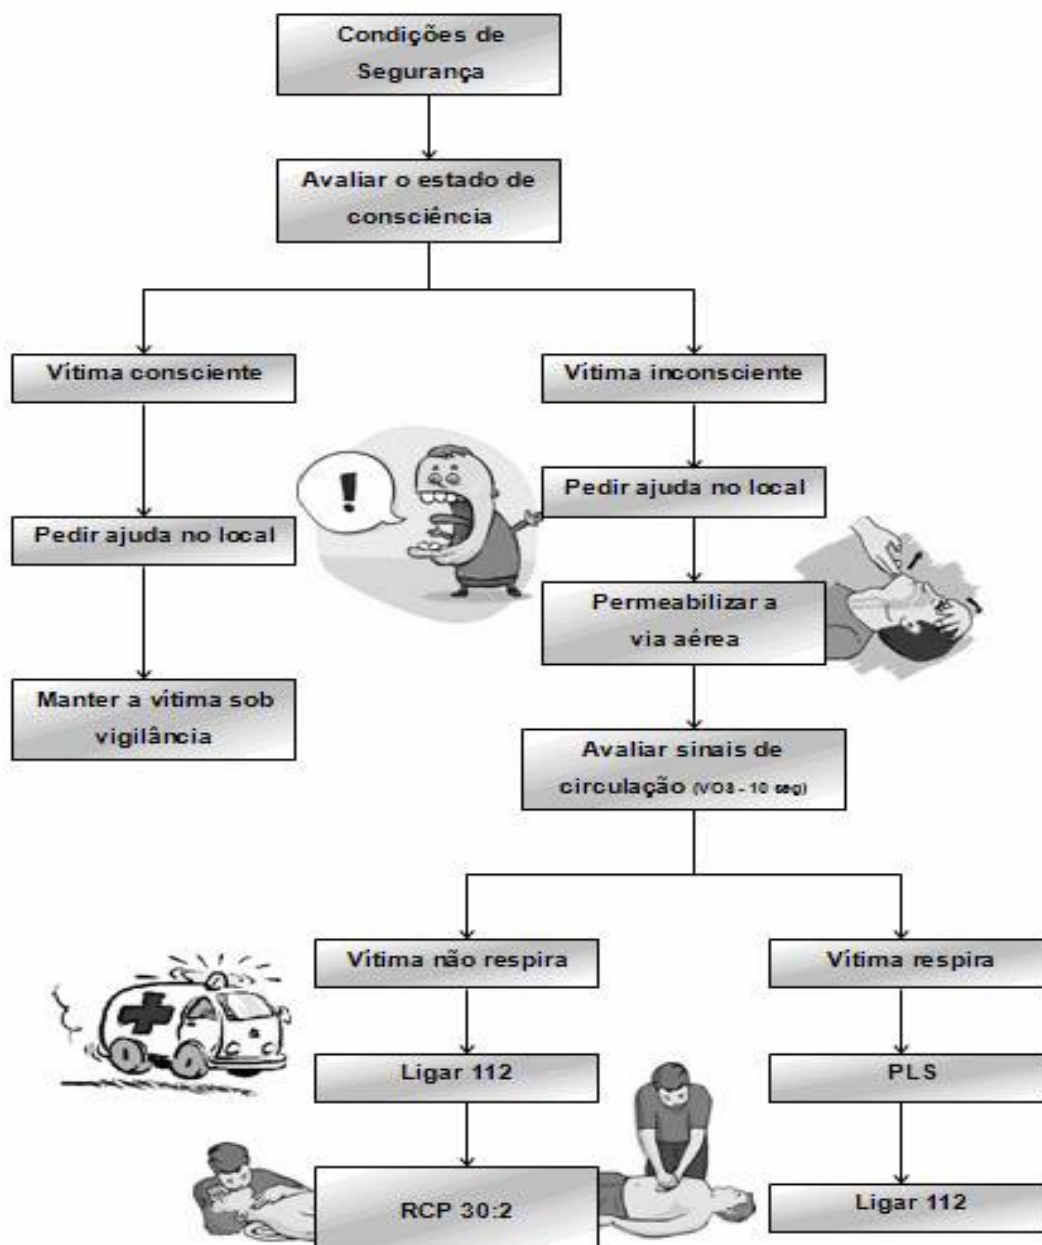 Condições de
Segurança
Avaliar o estado de
consciência
Vítima consciente
Vítima inconsciente
!
Pedir ajuda no local
Pedir ajuda no local
Permeabilizar a
via aérea
Manter a vítima sob
vigilância
Avaliar sinais de
circulação (VOS - 10 seg)
Vítima não respira
Vítima respira
Ligar 112
PLS
RCP 30:2
Ligar 112